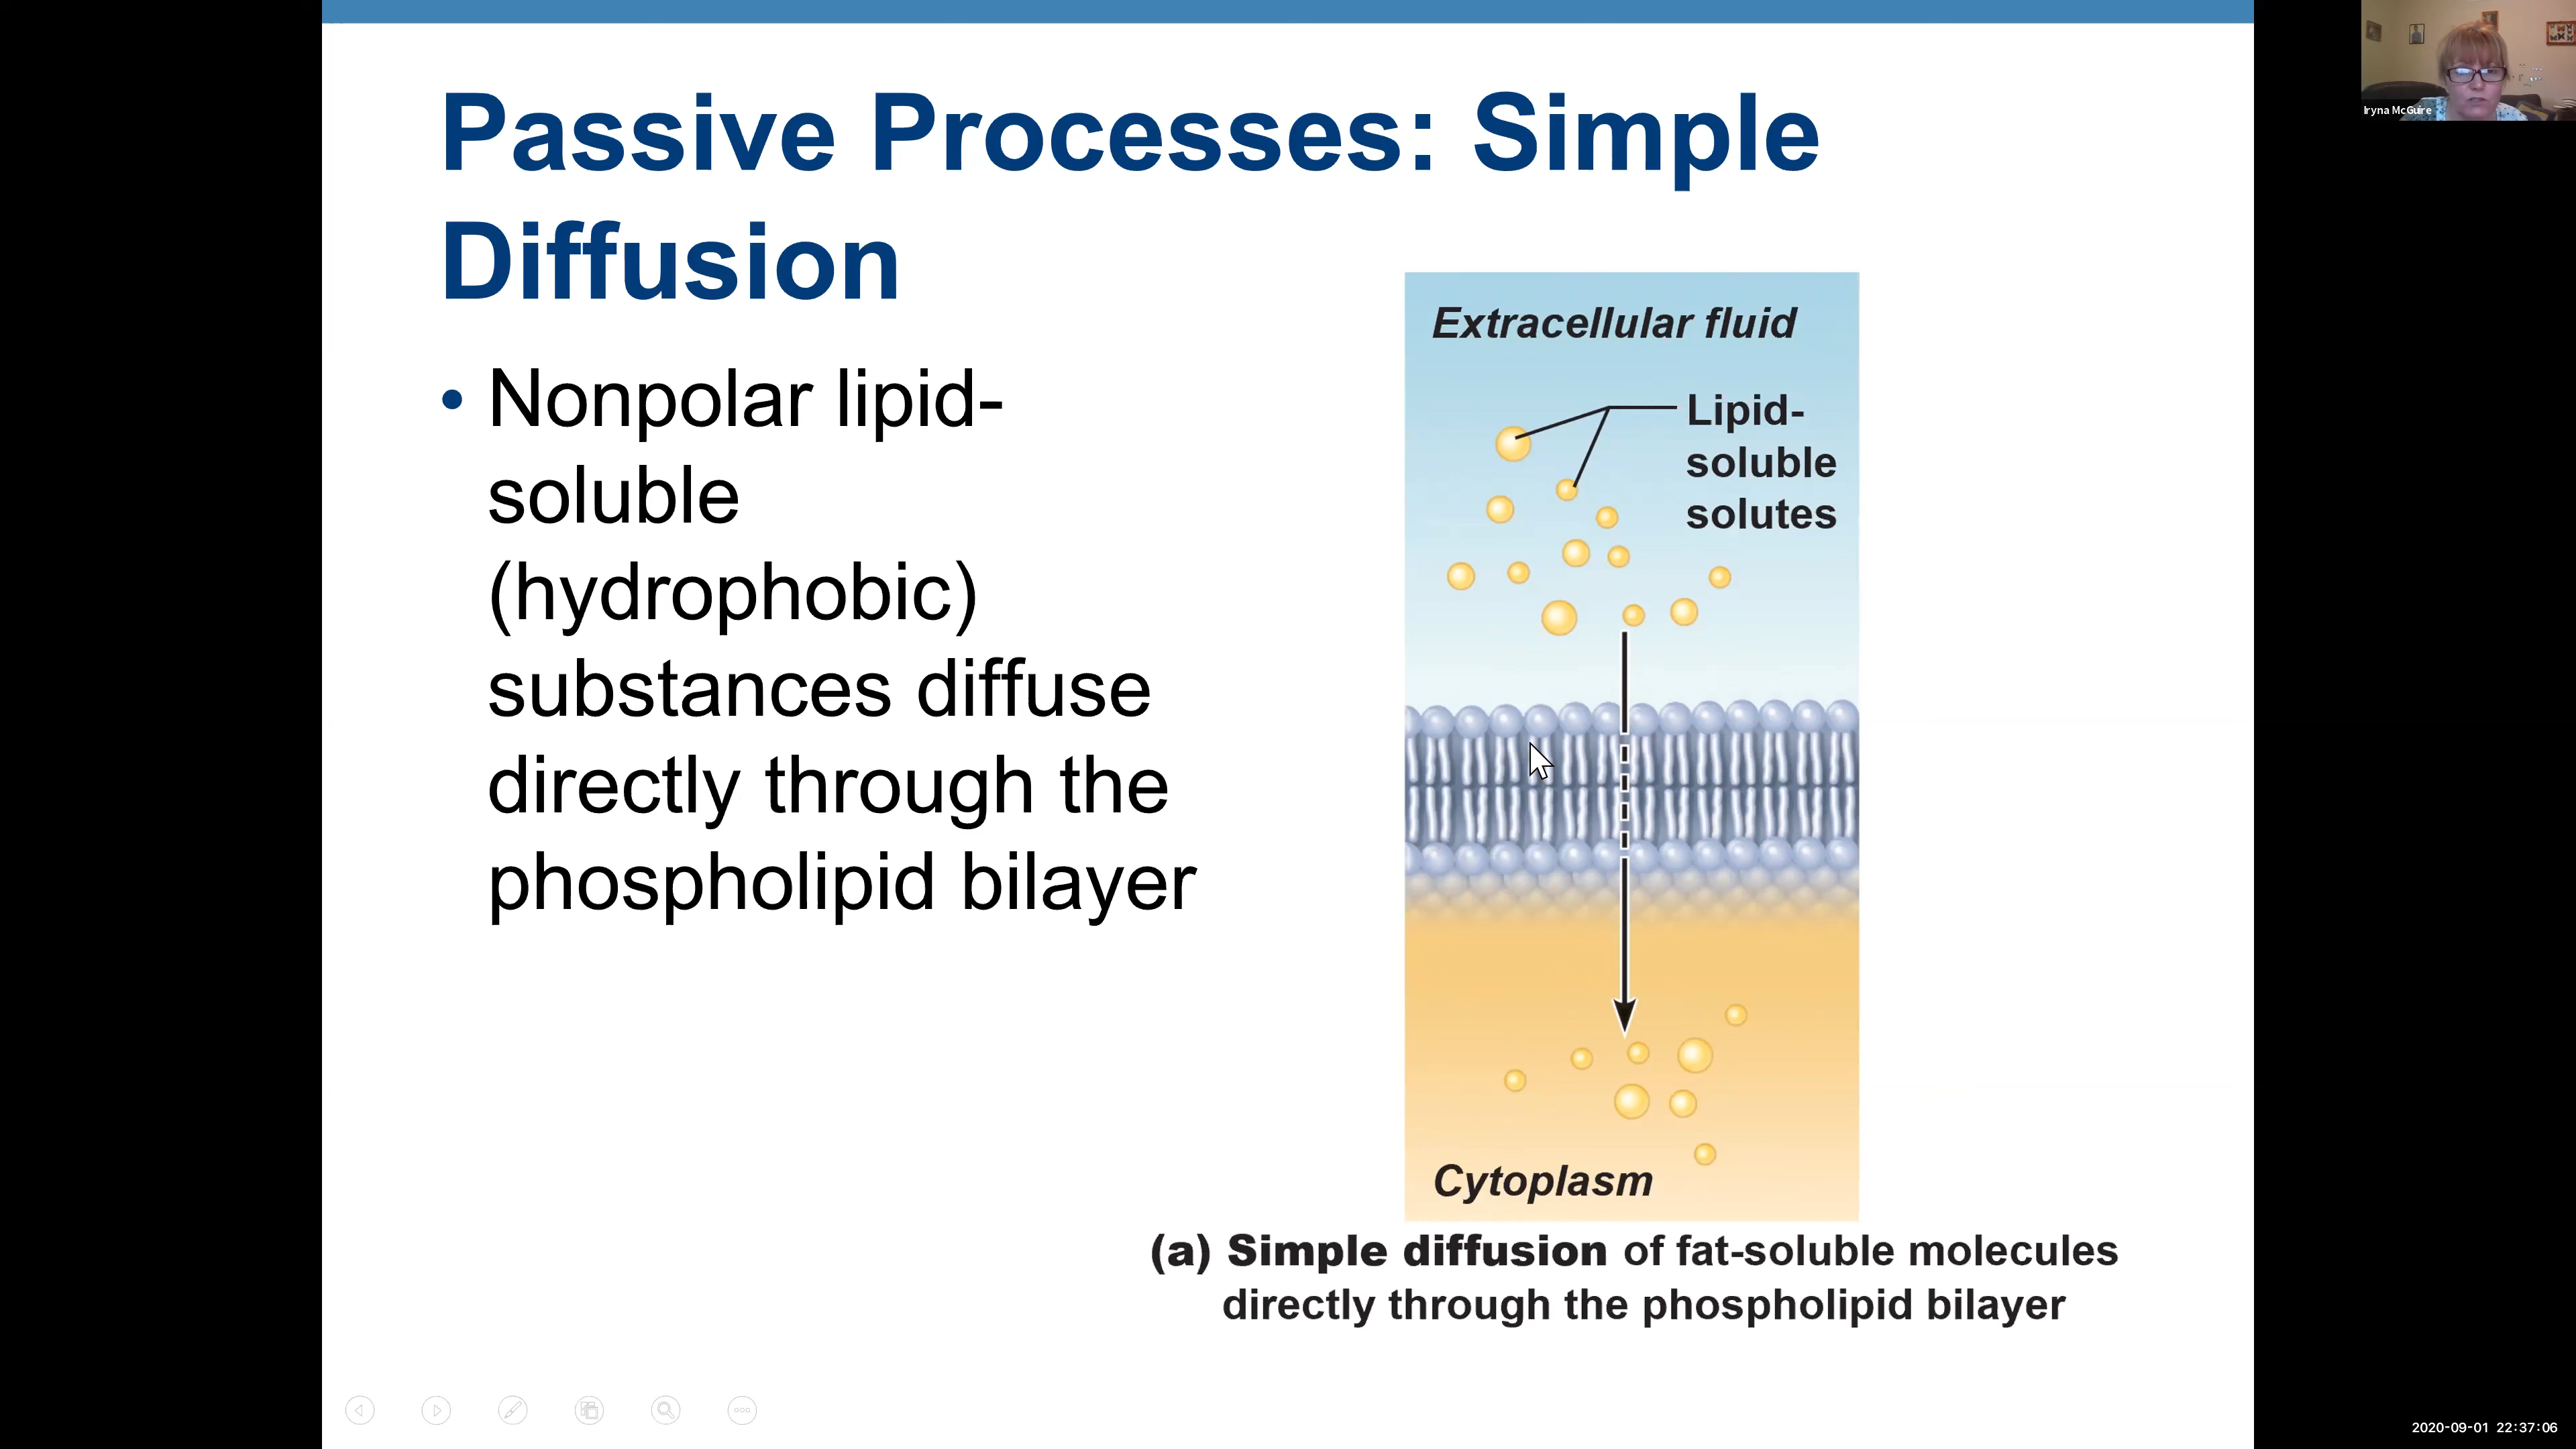 Passive Processes: Simple
Diffusion
• Nonpolar lipid-
soluble
(hydrophobic)
substances diffuse
directly through the
phospholipid bilayer
Extracellular fluid
Lipid-
soluble
solutes
Cytoplasm
(a) Simple diffusion of fat-soluble molecules
directly through the phospholipid bilayer
Iryna McGuire
2020-09-01 22:37:06